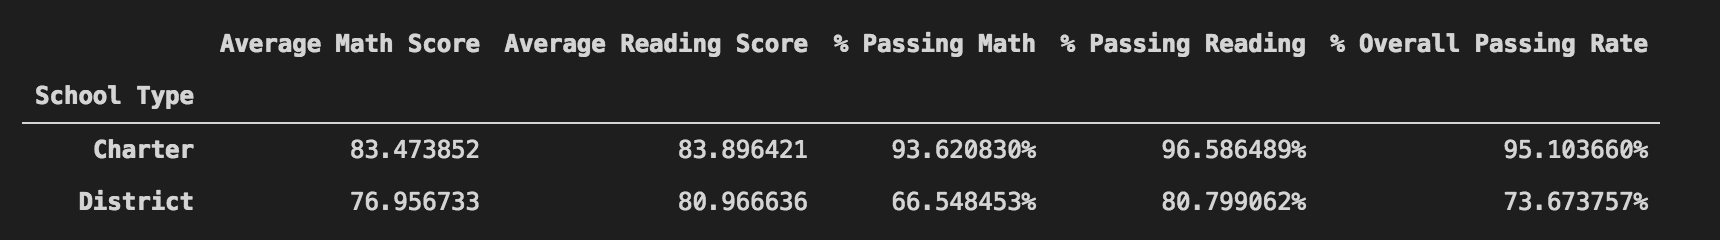 Average Math Score Average Reading Score % Passing Math % Passing Reading % Overall Passing Rate
School Type
Charter 83.473852 83.896421 93.620830% 96.586489% 95.103660%
District 76.956733 80.966636 66.548453% 80.799062% 73.673757%